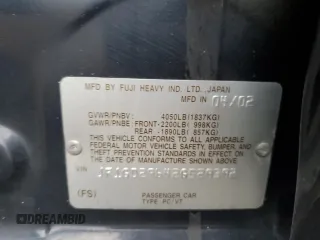 MFD BY FUJI HEAVY IND. LTD. JAPAN
MFD IN 09/02
GVWR/PNBV : 4050LB(1837KG)
GAWR/PNBE FRONT-2200LB( 998KG)
REAR -1890LB( 857KG)
THIS VEHICLE CONFORMS TO ALL APPLICABLE
FEDERAL MOTOR VEHICLE SAFETY, BUMPER, AND
THEFT PREVENTION STANDARDS IN EFFECT ON THE
DATE OF MANUFACTURE SHOWN ABOVE.
VIN
(FS) PASSENGER CAR
TYPE PC/VT
DREAMBID